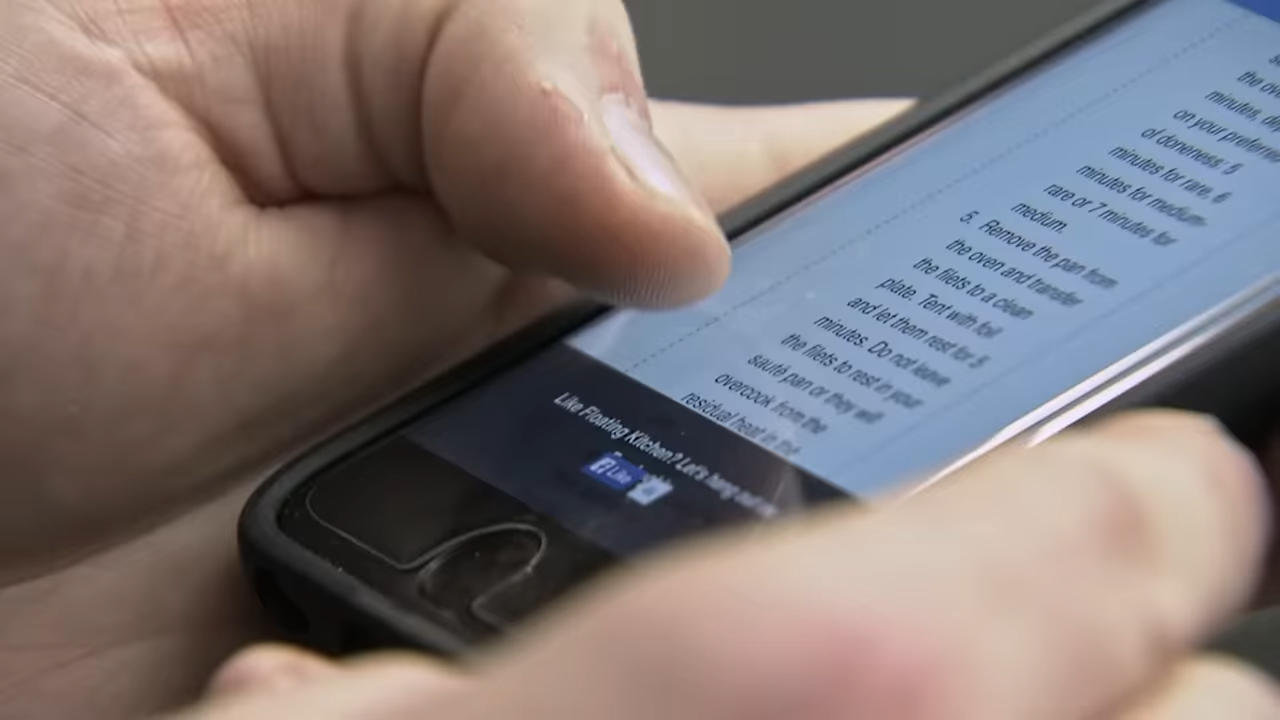 the ov
minutes, d
on your prefere
of doneness: 5
minutes for rare, 6
minutes for medium-
rare or 7 minutes for
medium.
5. Remove the pan from
the oven and transfer
the filets to a clean
plate. Tent with foil
and let them rest for 5
minutes. Do not leave
the filets to rest in your
sauté pan or they will
overcook from the
residual heat in the
Like Floating Kitchen? Let's hang out
Like